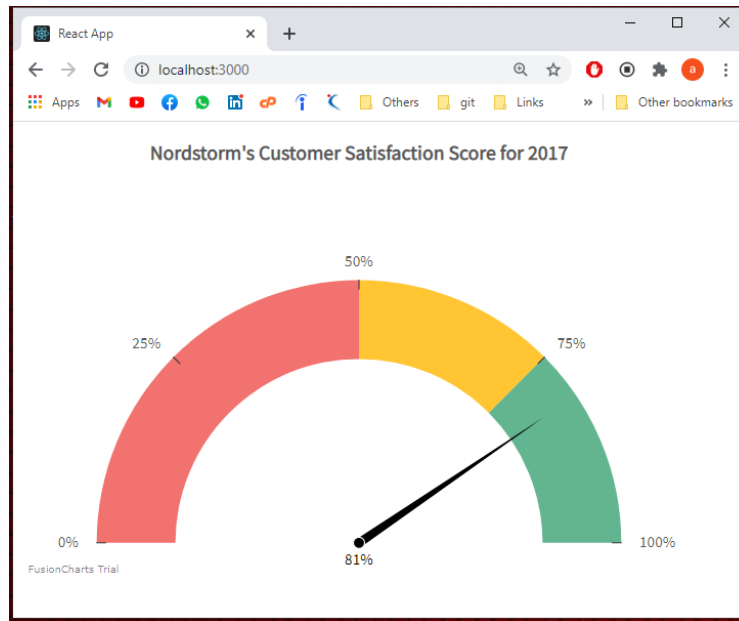 React App
localhost:3000
Apps
Others
git
Links
»
Other bookmarks
a
Nordstorm's Customer Satisfaction Score for 2017
50%
25%
75%
0%
100%
81%
FusionCharts Trial